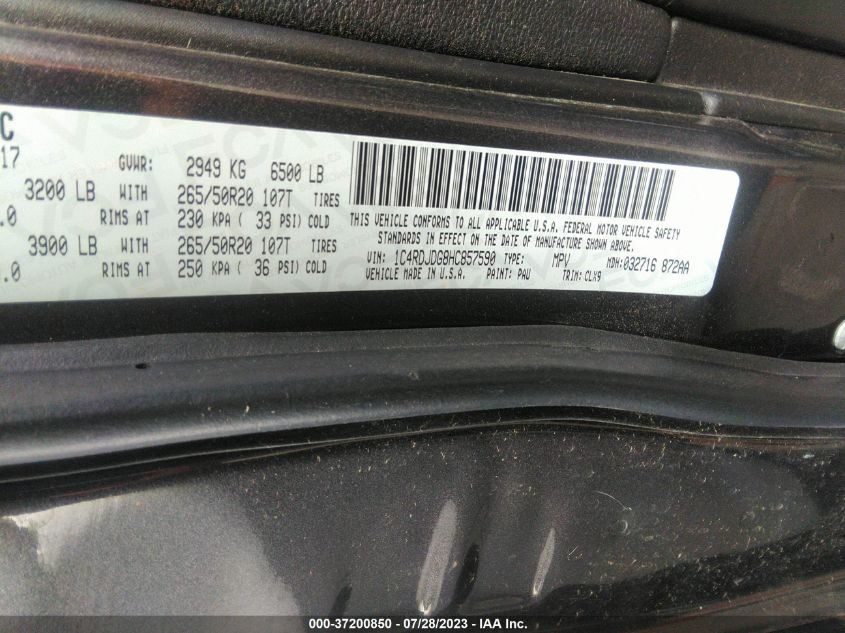 C
17
GVWR: 2949 KG 6500 LB
3200 LB WITH 265/50R20 107T TIRES
.0 RIMS AT 230 KPA ( 33 PSI) COLD
3900 LB WITH 265/50R20 107T TIRES
.0 RIMS AT 250 KPA ( 36 PSI) COLD
THIS VEHICLE CONFORMS TO ALL APPLICABLE U.S.A. FEDERAL MOTOR VEHICLE SAFETY
STANDARDS IN EFFECT ON THE DATE OF MANUFACTURE SHOWN ABOVE.
VIN: 1C4RDJDG8HC857590 TYPE: MPV MDH: 032716 872AA
VEHICLE MADE IN U.S.A. PAINT: PAU TRIM: CLX9
000-37200850 - 07/28/2023 - IAA Inc.